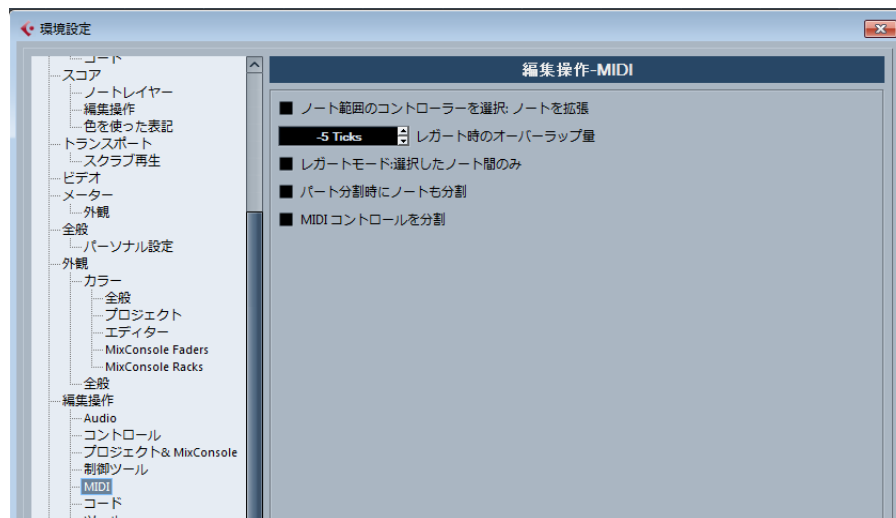 環境設定
コード
スコア
ノートレイヤー
編集操作
色を使った表記
トランスポート
スクラブ再生
ビデオ
メーター
外観
全般
パーソナル設定
外観
カラー
全般
プロジェクト
エディター
MixConsole Faders
MixConsole Racks
全般
編集操作
Audio
コントロール
プロジェクト& MixConsole
制御ツール
MIDI
コード
編集操作-MIDI
ノート範囲のコントローラーを選択: ノートを拡張
-5 Ticks レガート時のオーバーラップ量
レガートモード:選択したノート間のみ
パート分割時にノートも分割
MIDI コントロールを分割